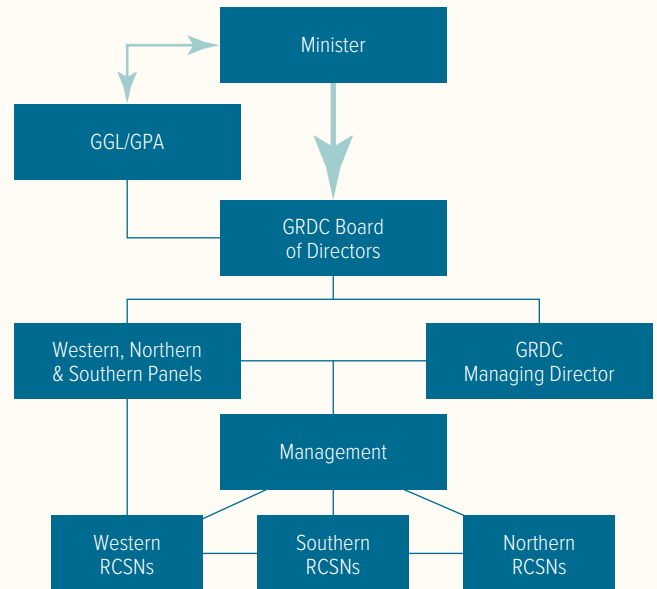 Minister
GGL/GPA
GRDC Board
of Directors
Western, Northern
& Southern Panels
GRDC
Managing Director
Management
Western
RCSNs
Southern
RCSNs
Northern
RCSNs